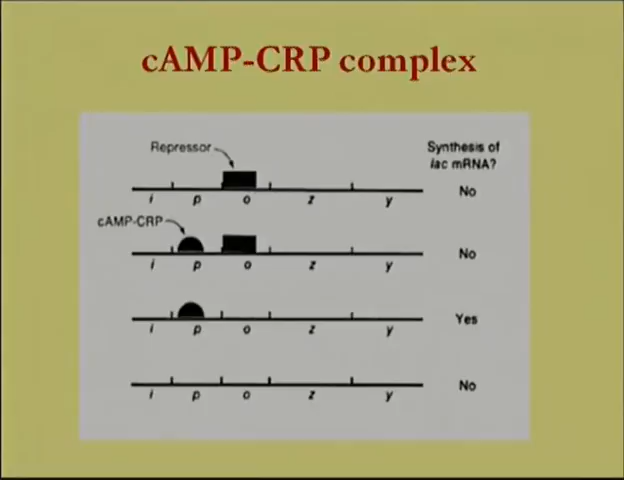 cAMP-CRP complex
Repressor
Synthesis of
lac mRNA?
i p o z y No
cAMP-CRP
i p o z y No
i p o z y Yes
i p o z y No